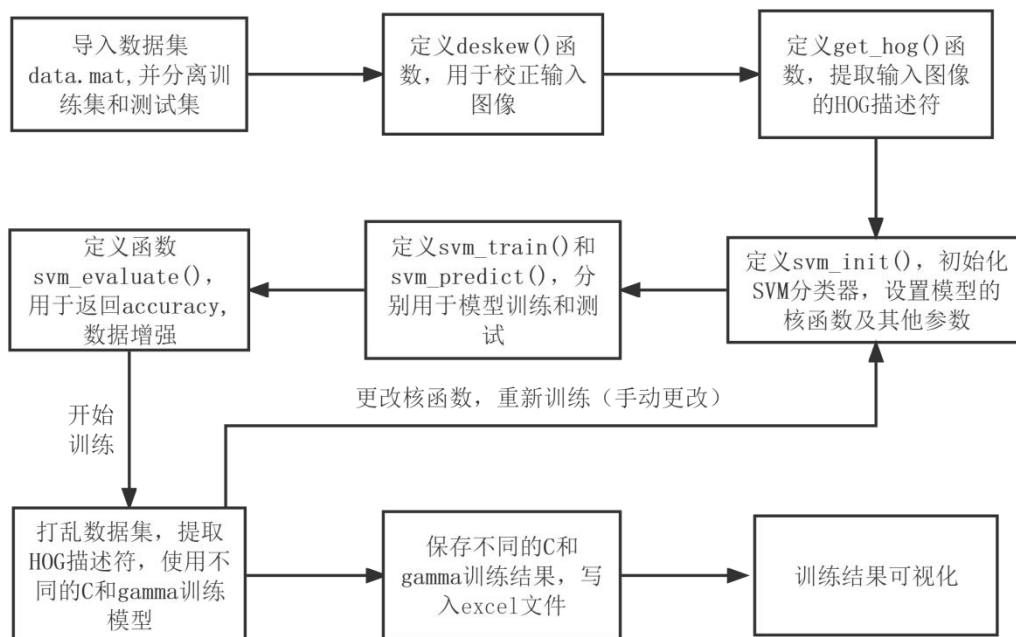 导入数据集
data.mat,并分离训
练集和测试集
定义deskew()函
数，用于校正输入
图像
定义get_hog()函
数，提取输入图像
的HOG描述符
定义svm_init()，初始化
SVM分类器，设置模型的
核函数及其他参数
定义svm_train()和
svm_predict()，分
别用于模型训练和测
试
定义函数
svm_evaluate()，
用于返回accuracy，
数据增强
开始
训练
更改核函数，重新训练（手动更改）
打乱数据集，提取
HOG描述符，使用不
同的C和gamma训练
模型
保存不同的C和
gamma训练结果，写
入excel文件
训练结果可视化